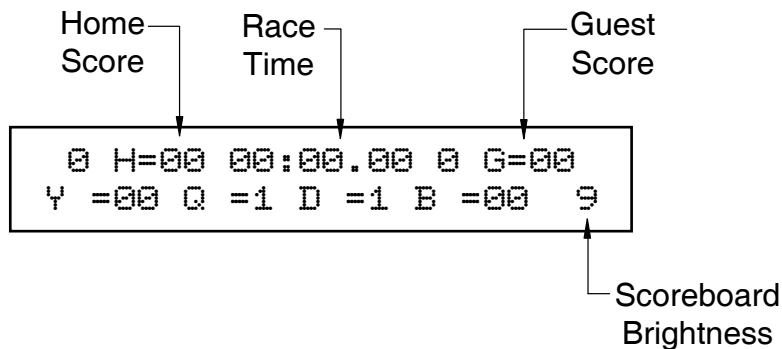 Home
Score
Race
Time
Guest
Score
0 H=00 00:00.00 0 G=00
Y =00 Q =1 D =1 B =00 9
Scoreboard
Brightness